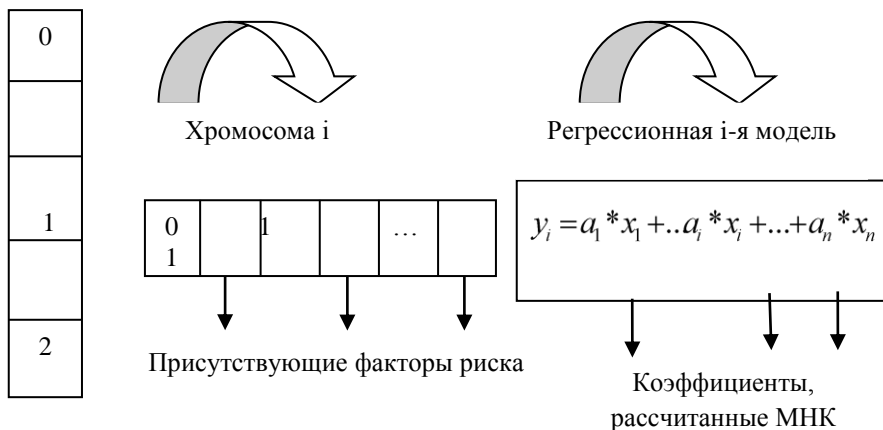 0
1
2
Хромосома i
0 1 …
1
Присутствующие факторы риска
Регрессионная i-я модель
y_i = a_1 * x_1 + ..a_i * x_i + ... + a_n * x_n
Коэффициенты,
рассчитанные МНК